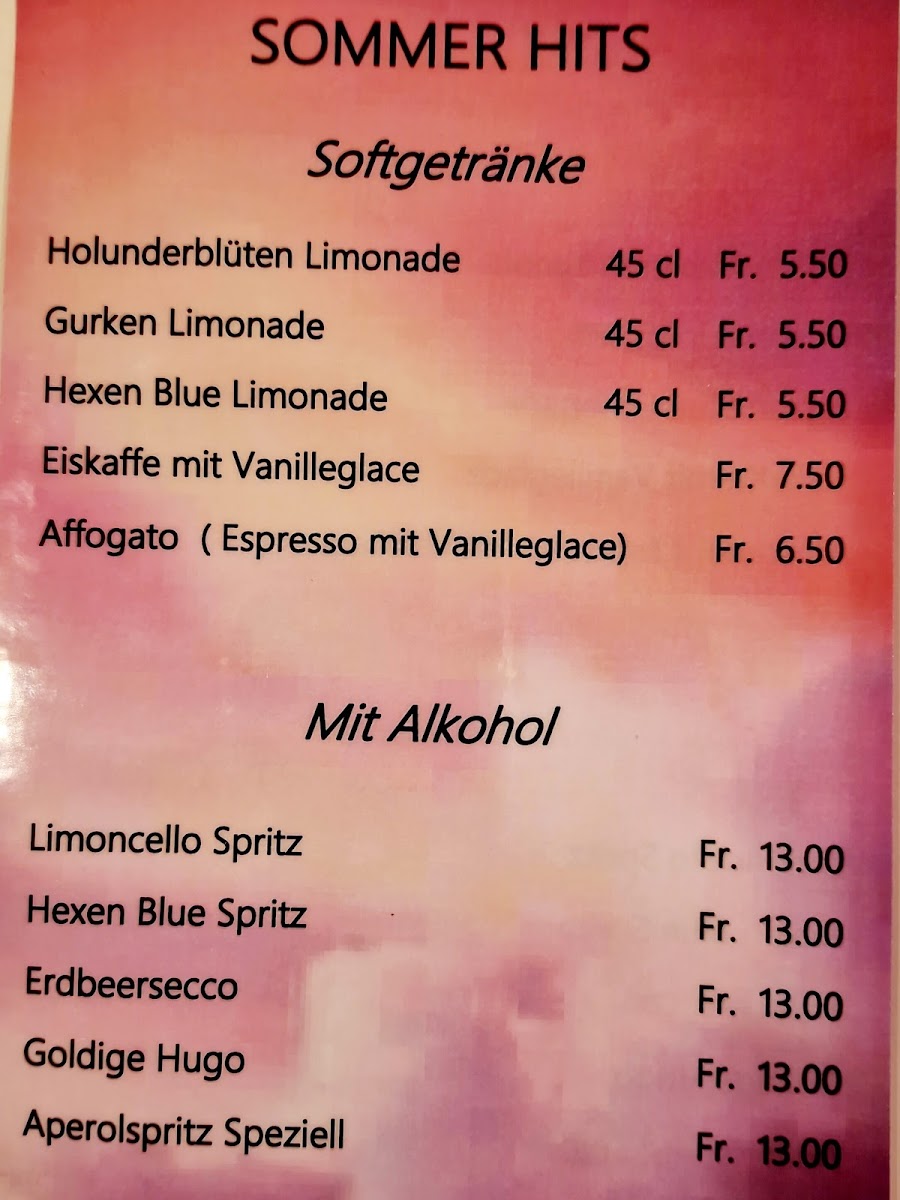 SOMMER HITS
Softgetränke
Holunderblüten Limonade 45 cl Fr. 5.50
Gurken Limonade 45 cl Fr. 5.50
Hexen Blue Limonade 45 cl Fr. 5.50
Eiskaffe mit Vanilleglace Fr. 7.50
Affogato ( Espresso mit Vanilleglace) Fr. 6.50
Mit Alkohol
Limoncello Spritz Fr. 13.00
Hexen Blue Spritz Fr. 13.00
Erdbeersecco Fr. 13.00
Goldige Hugo Fr. 13.00
Aperolspritz Speziell Fr. 13.00